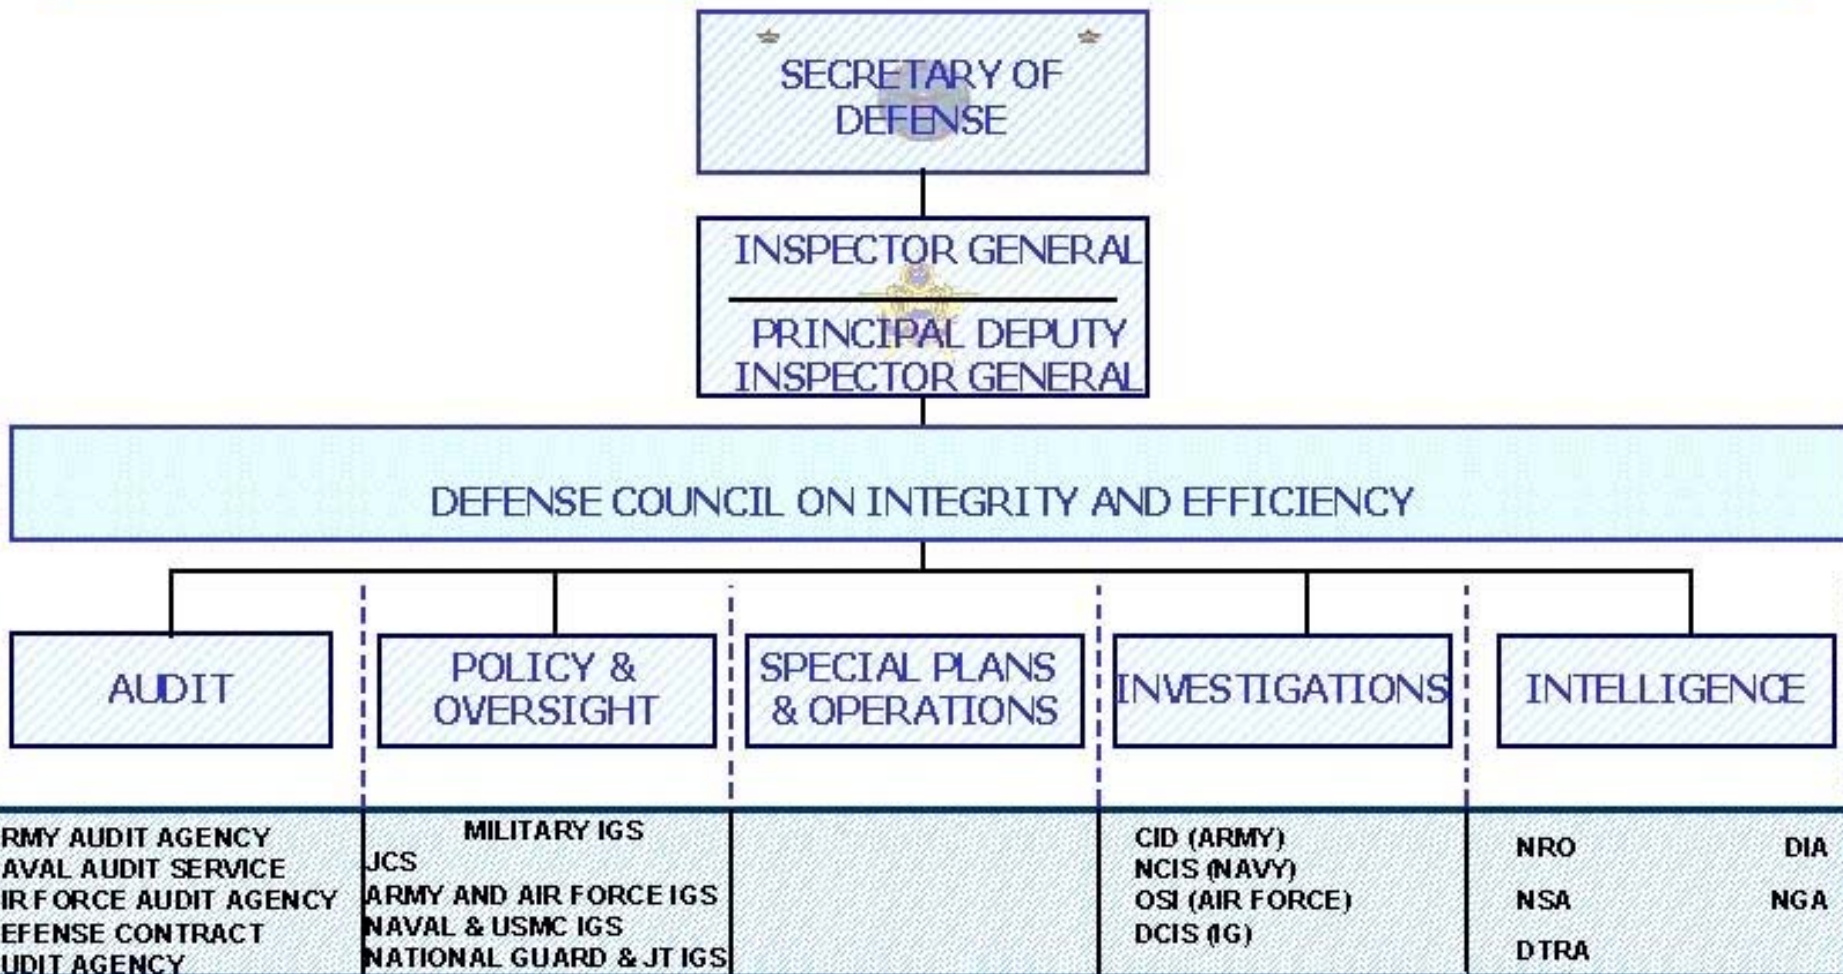 SECRETARY OF
DEFENSE
INSPECTOR GENERAL
PRINCIPAL DEPUTY
INSPECTOR GENERAL
DEFENSE COUNCIL ON INTEGRITY AND EFFICIENCY
AUDIT
POLICY &
OVERSIGHT
SPECIAL PLANS
& OPERATIONS
INVESTIGATIONS
INTELLIGENCE
RMY AUDIT AGENCY
AVAL AUDIT SERVICE
IR FORCE AUDIT AGENCY
EFENSE CONTRACT
UDIT AGENCY
MILITARY IGS
JCS
ARMY AND AIR FORCE IGS
NAVAL & USMC IGS
NATIONAL GUARD & JT IGS
CID (ARMY)
NCIS (NAVY)
OSI (AIR FORCE)
DCIS (IG)
NRO DIA
NSA NGA
DTRA